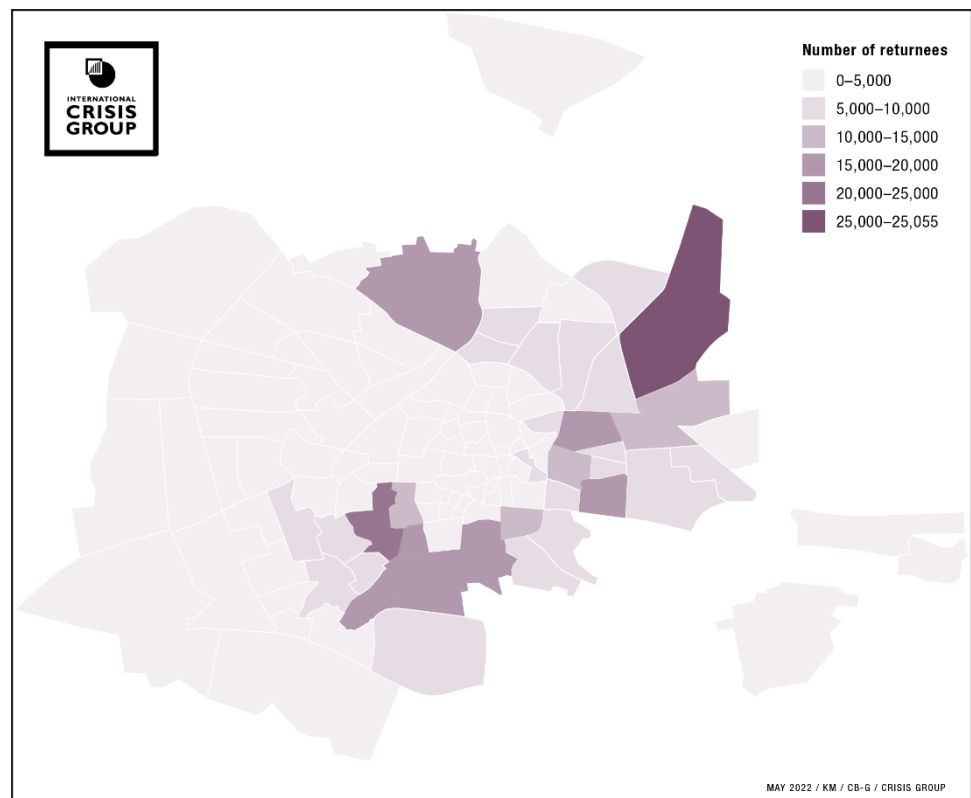 INTERNATIONAL
CRISIS
GROUP
Number of returnees
0–5,000
5,000–10,000
10,000–15,000
15,000–20,000
20,000–25,000
25,000–25,055
MAY 2022 / KM / CB-G / CRISIS GROUP